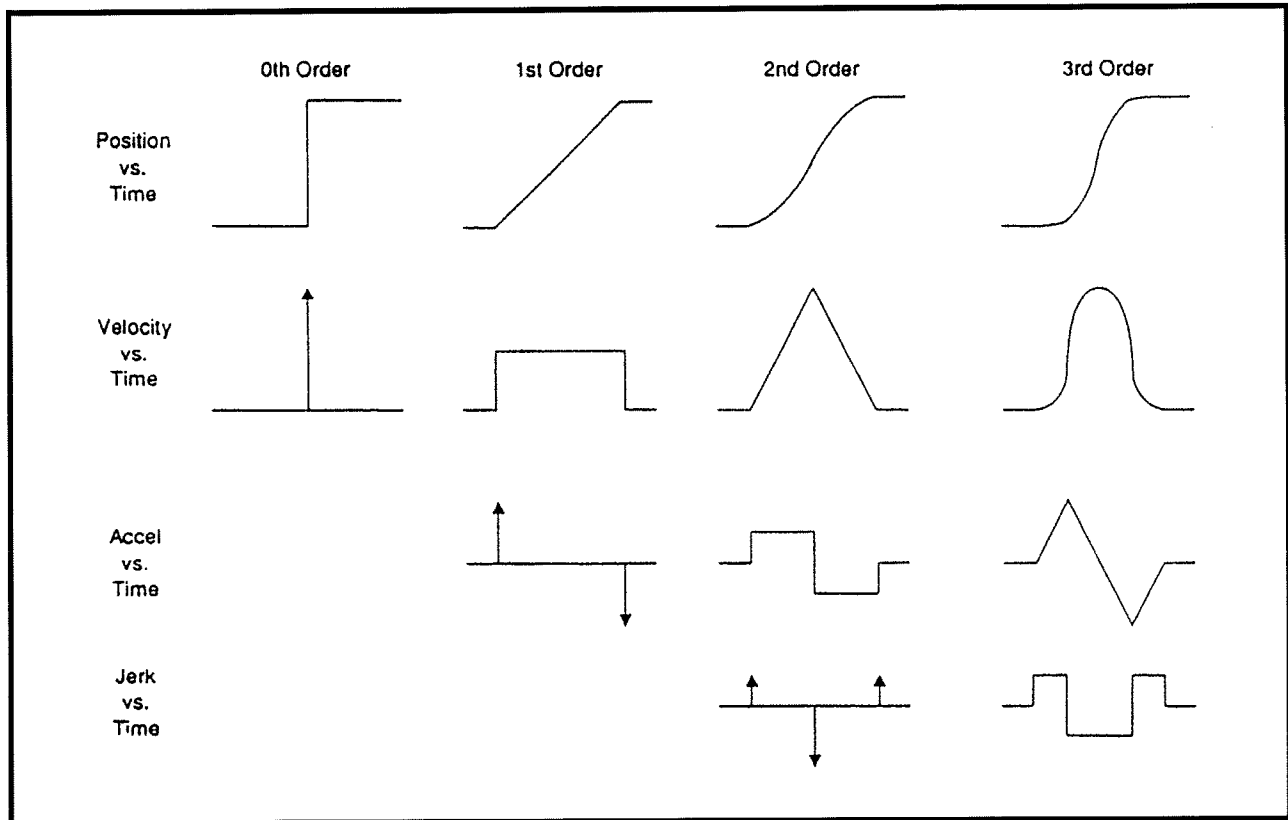 0th Order
1st Order
2nd Order
3rd Order
Position
vs.
Time
Velocity
vs.
Time
Accel
vs.
Time
Jerk
vs.
Time